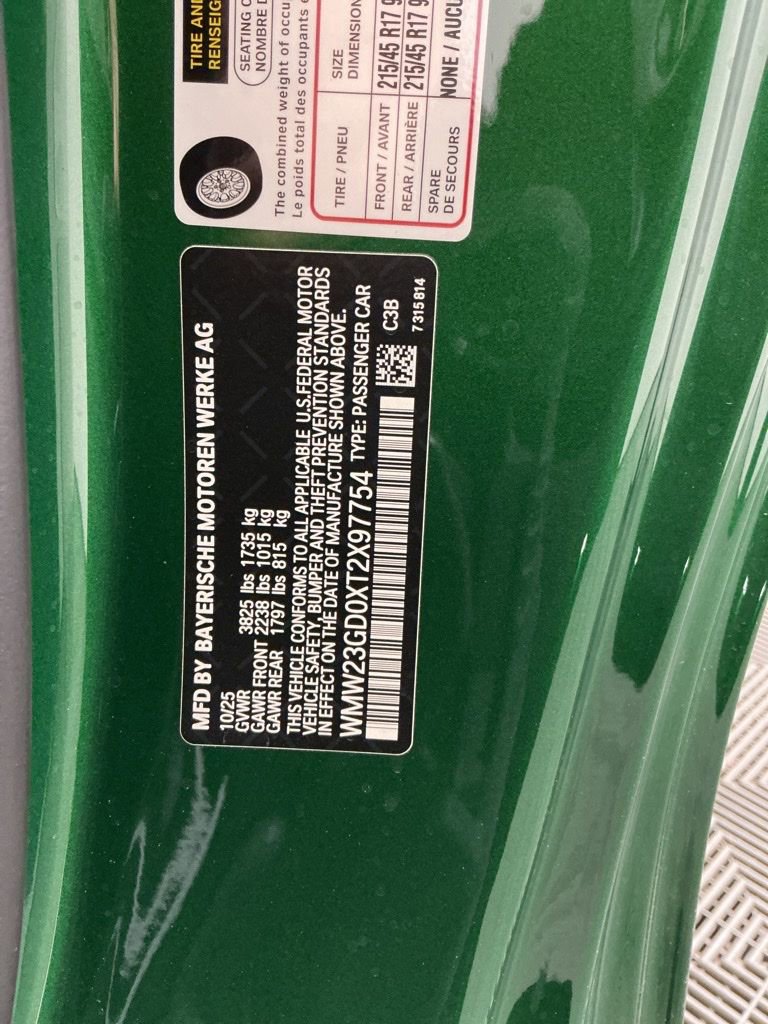 TIRE AND
RENSEIG
SEATING C
NOMBRE D
The combined weight of occu
Le poids total des occupants e
TIRE / PNEU SIZE
DIMENSION
FRONT / AVANT 215/45 R17 9
REAR / ARRIÈRE 215/45 R17 9
SPARE
DE SECOURS NONE / AUCU
MFD BY BAYERISCHE MOTOREN WERKE AG
10/25
GVWR 3825 lbs 1735 kg
GAWR FRONT 2238 lbs 1015 kg
GAWR REAR 1797 lbs 815 kg
THIS VEHICLE CONFORMS TO ALL APPLICABLE U.S.FEDERAL MOTOR
VEHICLE SAFETY, BUMPER AND THEFT PREVENTION STANDARDS
IN EFFECT ON THE DATE OF MANUFACTURE SHOWN ABOVE.
WMW23GD0XT2X97754 TYPE: PASSENGER CAR
C3B
7315814